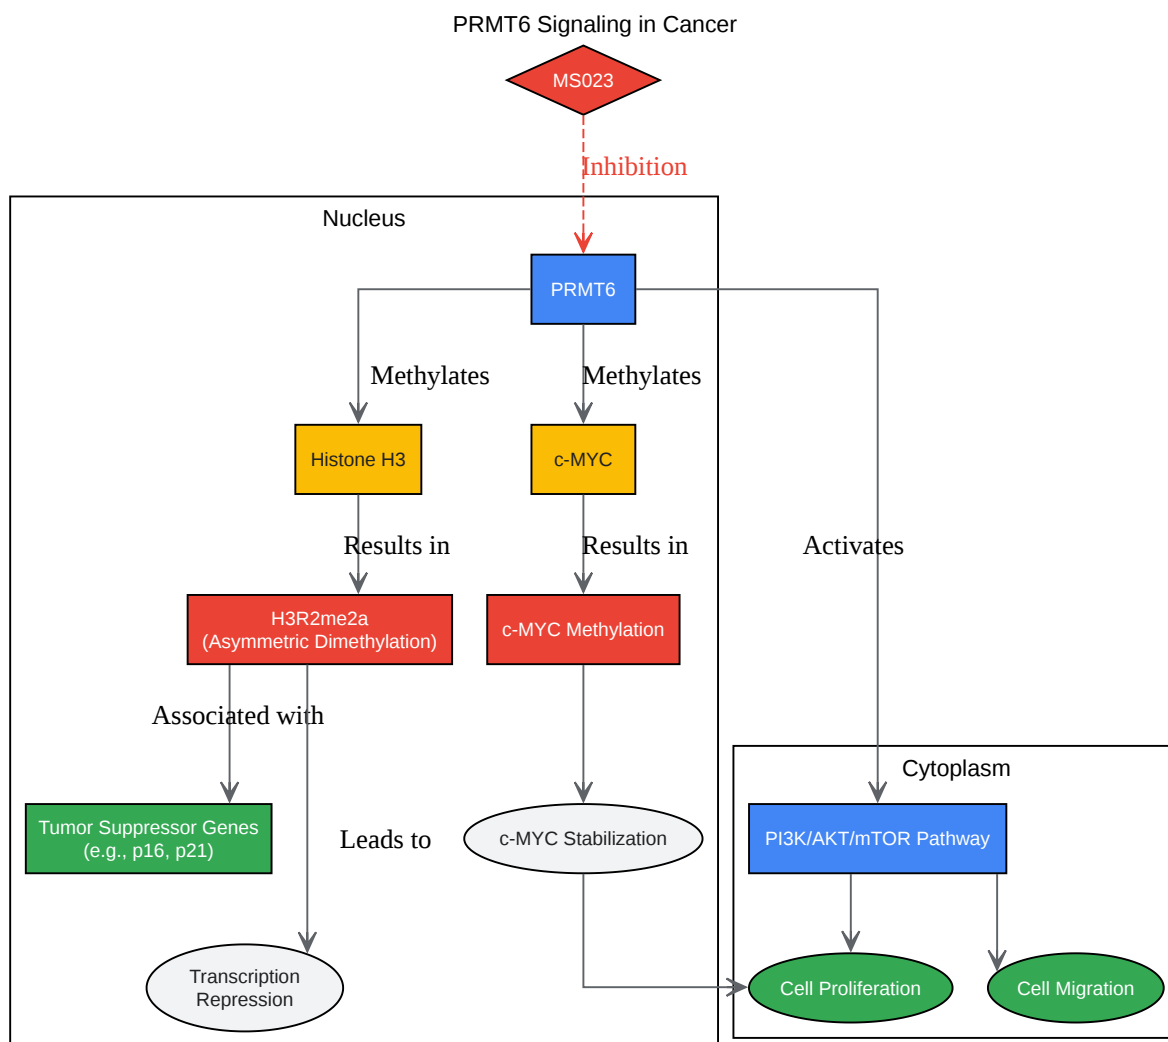 PRMT6 Signaling in Cancer
MS023
Inhibition
Nucleus
PRMT6
Methylates
Methylates
Histone H3
c-MYC
Results in
Results in
Activates
H3R2me2a
(Asymmetric Dimethylation)
c-MYC Methylation
Associated with
Cytoplasm
Tumor Suppressor Genes
(e.g., p16, p21)
Leads to
c-MYC Stabilization
PI3K/AKT/mTOR Pathway
Transcription
Repression
Cell Proliferation
Cell Migration